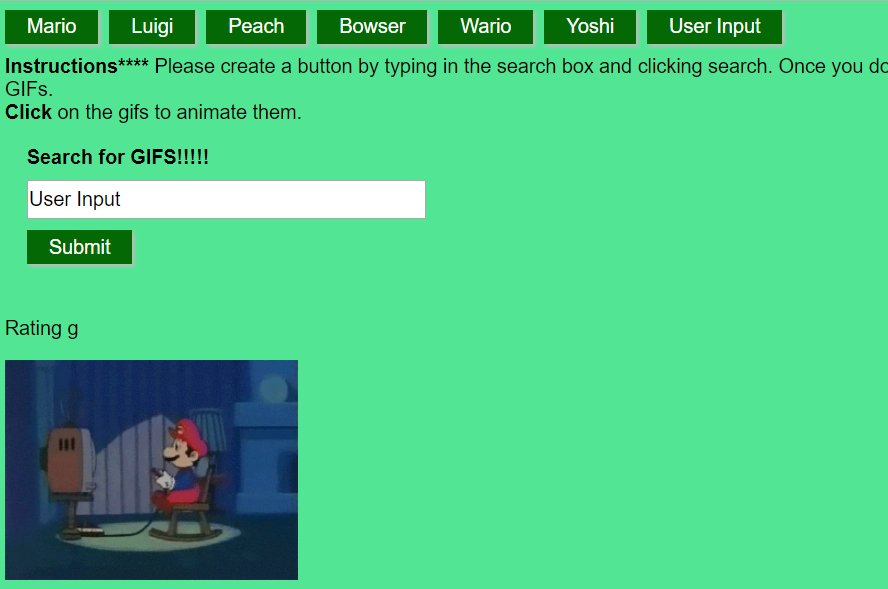 Mario Luigi Peach Bowser Wario Yoshi User Input
Instructions**** Please create a button by typing in the search box and clicking search. Once you do
GIFs.
Click on the gifs to animate them.
Search for GIFS!!!!!
User Input
Submit
Rating g